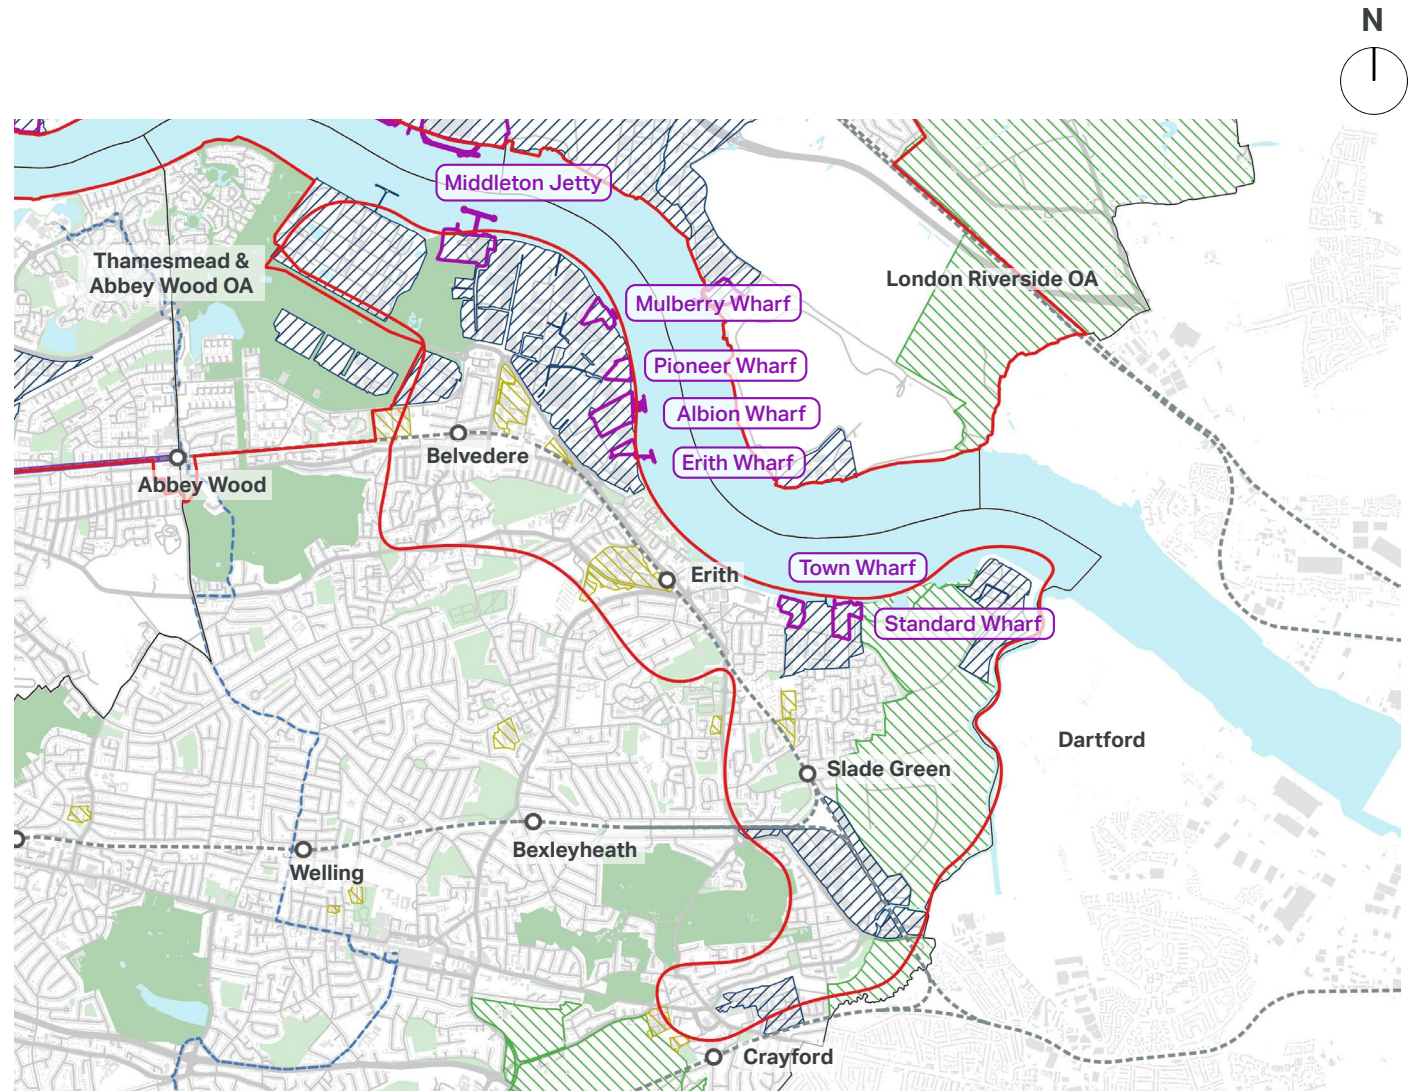 N
Middleton Jetty
Thamesmead &
Abbey Wood OA
London Riverside OA
Mulberry Wharf
Pioneer Wharf
Albion Wharf
Belvedere
Erith Wharf
Abbey Wood
Town Wharf
Erith
Standard Wharf
Dartford
Slade Green
Bexleyheath
Welling
Crayford